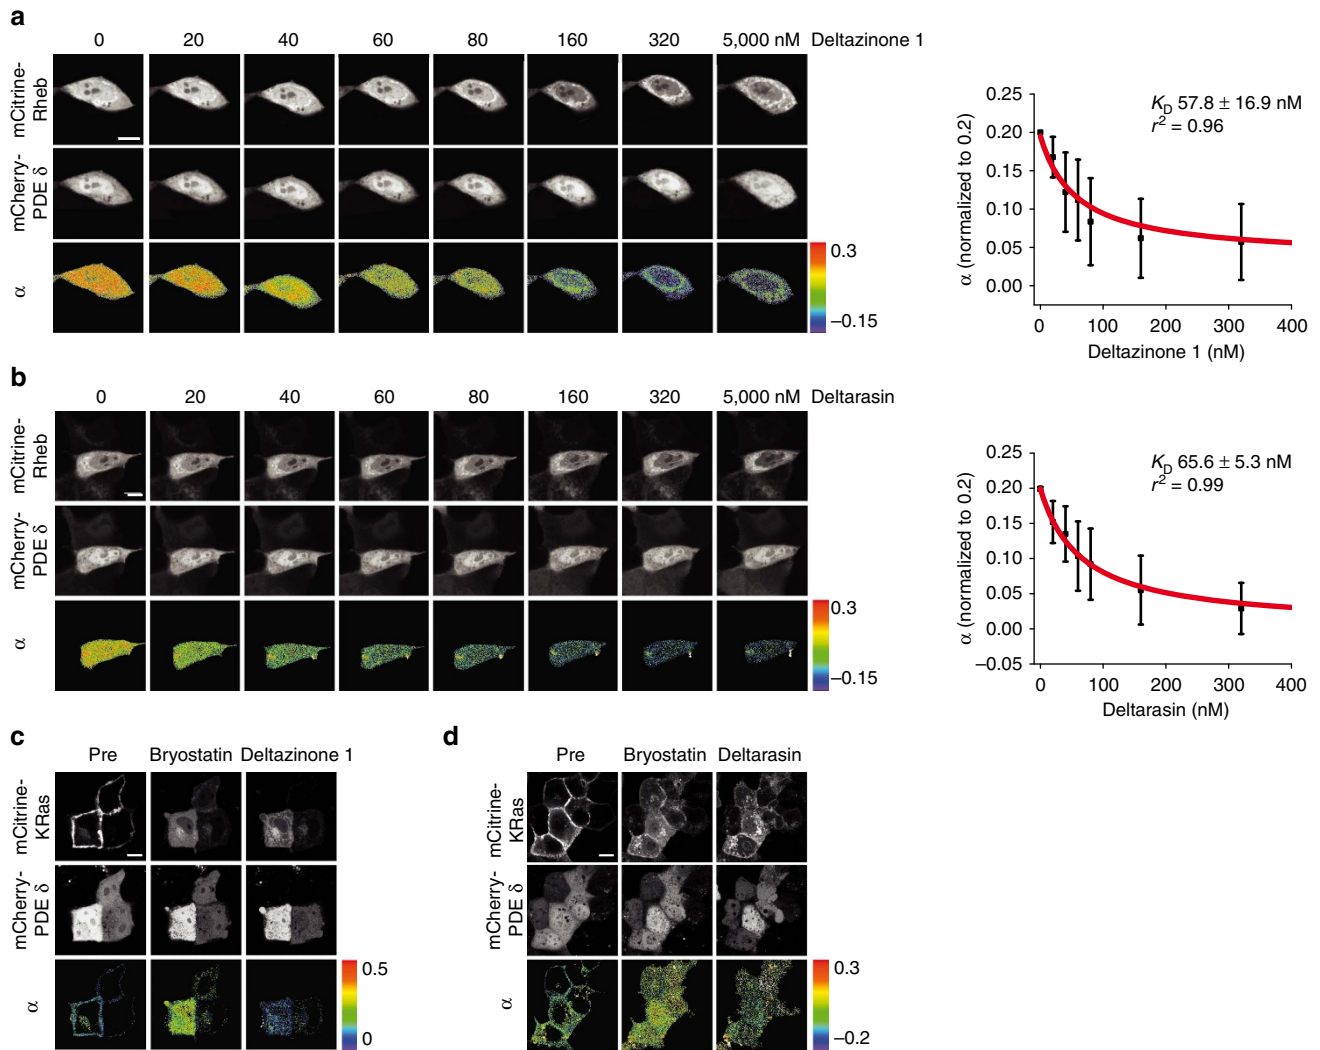 a
0 20 40 60 80 160 320 5,000 nM Deltazinone 1
mCitrine-
Rheb
mCherry-
PDE δ
α
0.3
–0.15
0.25
0.20
0.15
0.10
0.05
0.00
α (normalized to 0.2)
K_D 57.8 ± 16.9 nM
r² = 0.96
0 100 200 300 400
Deltazinone 1 (nM)
b
0 20 40 60 80 160 320 5,000 nM Deltarasin
mCitrine-
Rheb
mCherry-
PDE δ
α
0.3
–0.15
0.25
0.20
0.15
0.10
0.05
0.00
–0.05
α (normalized to 0.2)
K_D 65.6 ± 5.3 nM
r² = 0.99
0 100 200 300 400
Deltarasin (nM)
c
Pre Bryostatin Deltazinone 1
mCitrine-
KRas
mCherry-
PDE δ
α
0.5
0
d
Pre Bryostatin Deltarasin
mCitrine-
KRas
mCherry-
PDE δ
α
0.3
–0.2